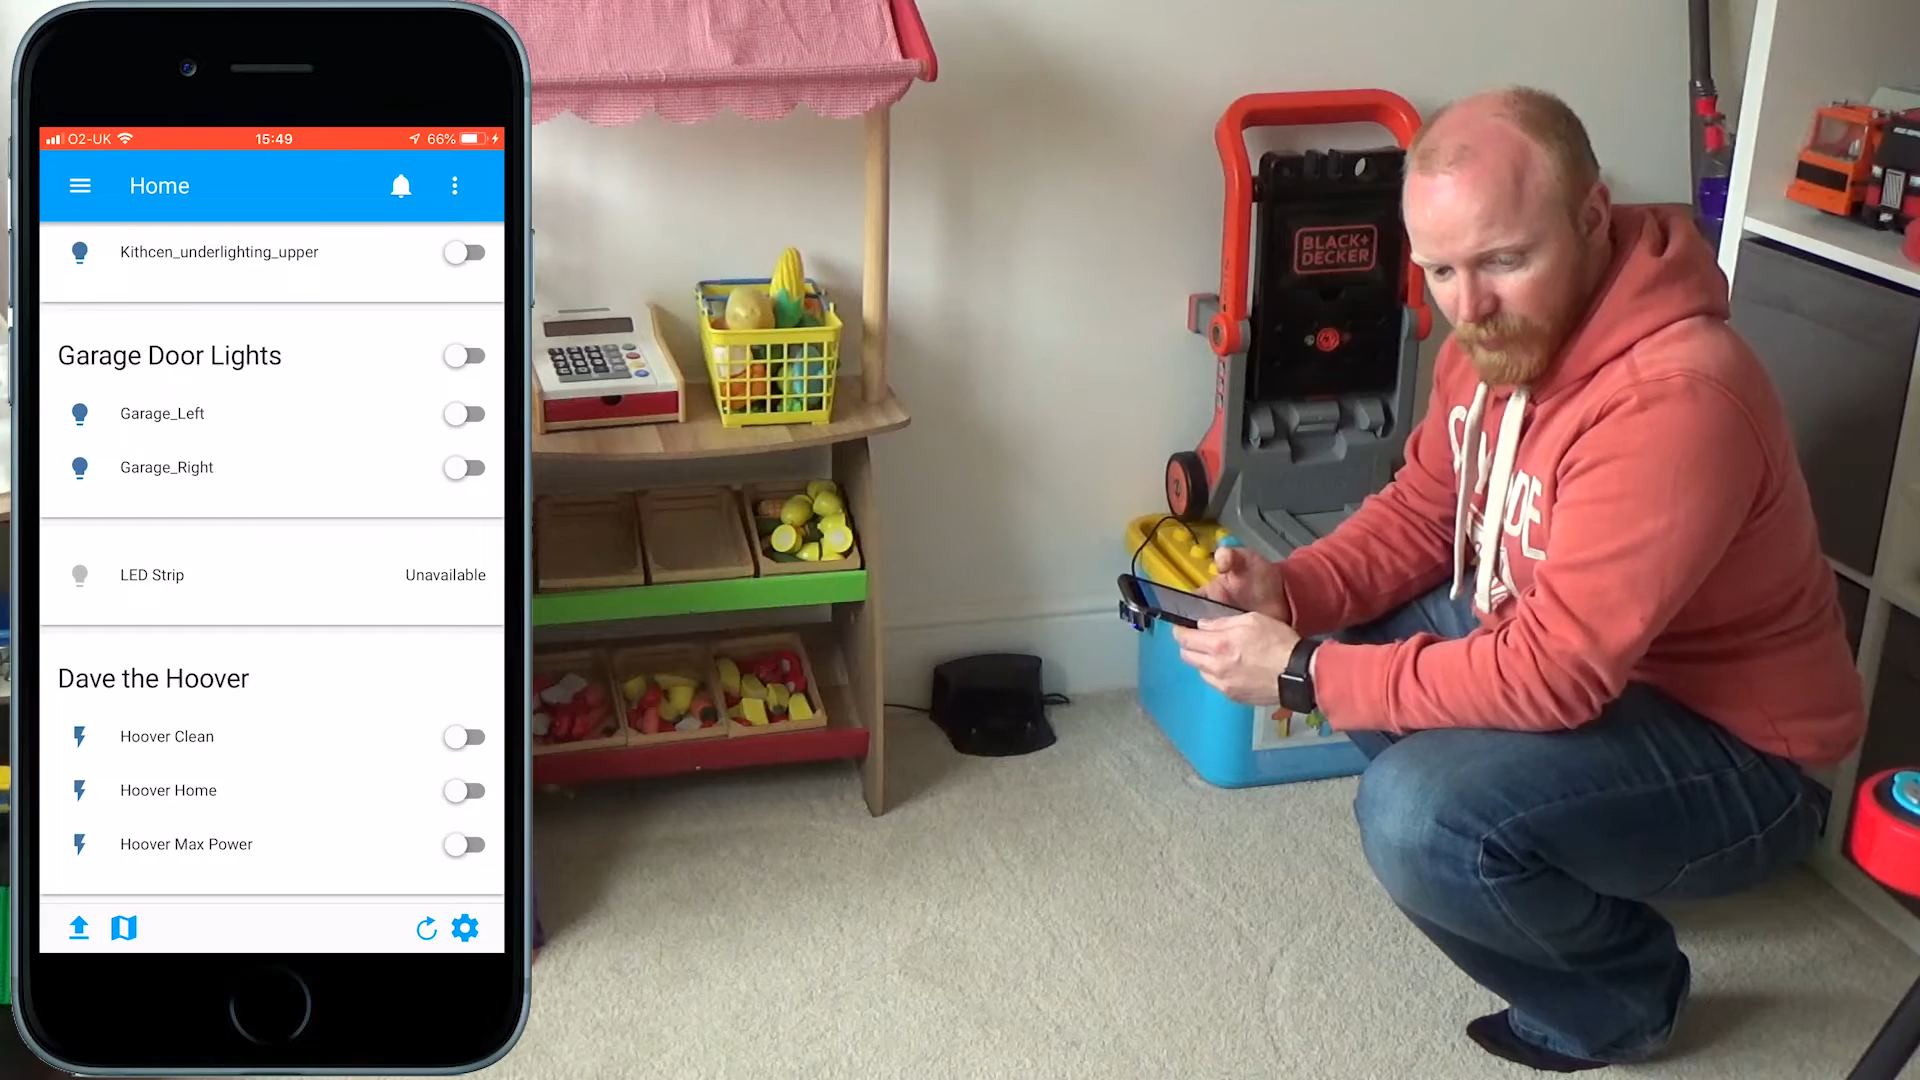 O2-UK 15:49 66%
Home
Kithcen_underlighting_upper
Garage Door Lights
Garage_Left
Garage_Right
LED Strip Unavailable
Dave the Hoover
Hoover Clean
Hoover Home
Hoover Max Power
BLACK+
DECKER